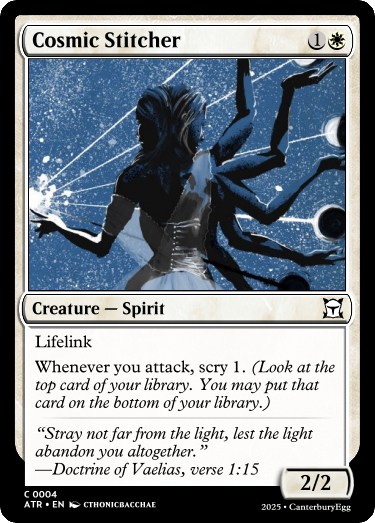 Cosmic Stitcher 1
Creature — Spirit
Lifelink
Whenever you attack, scry 1. (Look at the
top card of your library. You may put that
card on the bottom of your library.)
“Stray not far from the light, lest the light
abandon you altogether.”
—Doctrine of Vaelias, verse 1:15
2/2
C 0004
ATR • EN CTHONICBACCHAE
2025 • CanterburyEgg